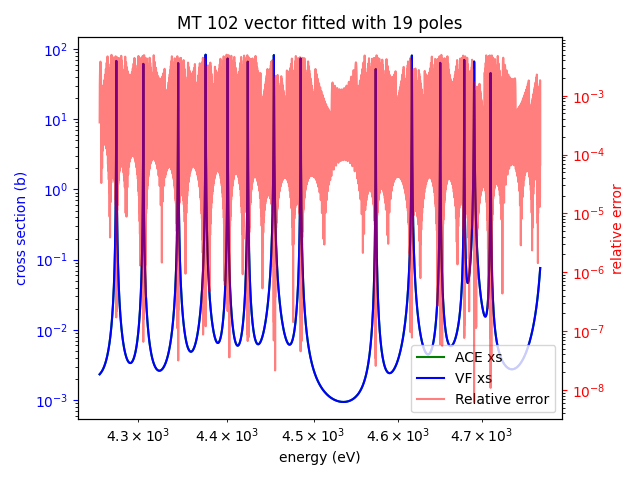 MT 102 vector fitted with 19 poles
10²
10¹
10⁰
10⁻¹
10⁻²
10⁻³
cross section (b)
10⁻³
10⁻⁴
10⁻⁵
10⁻⁶
10⁻⁷
10⁻⁸
relative error
ACE xs
VF xs
Relative error
4.3 × 10³ 4.4 × 10³ 4.5 × 10³ 4.6 × 10³ 4.7 × 10³
energy (eV)